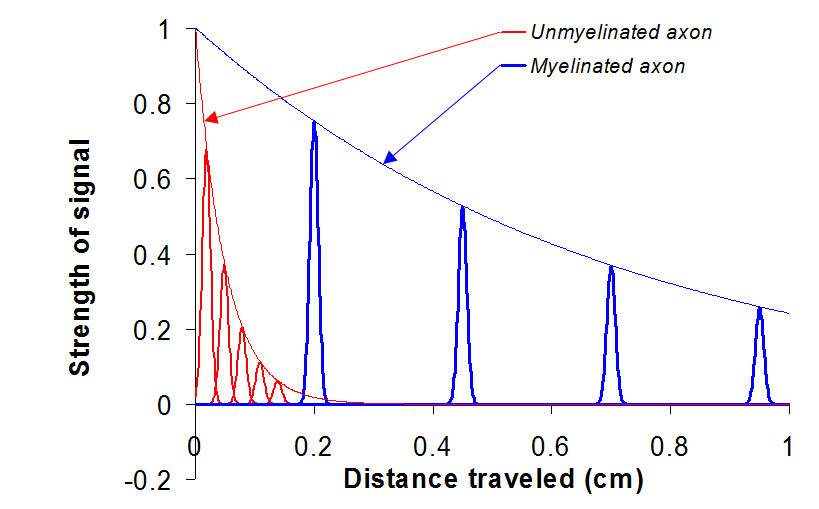 Unmyelinated axon
Myelinated axon
Strength of signal
1
0.8
0.6
0.4
0.2
0
-0.2
0 0.2 0.4 0.6 0.8 1
Distance traveled (cm)